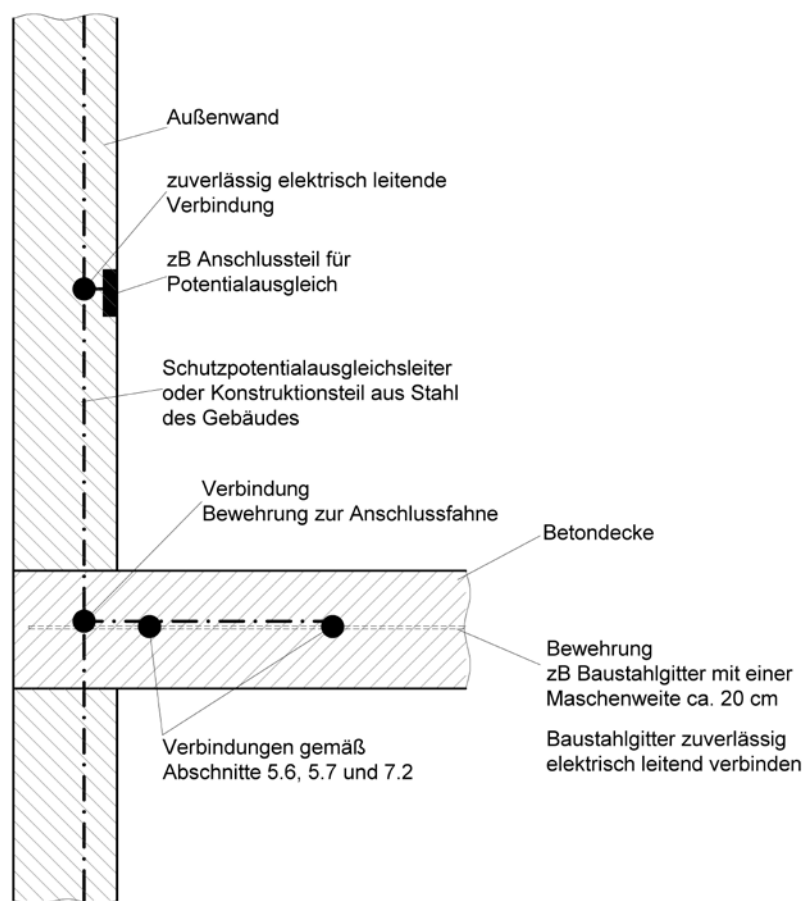 Außenwand
zuverlässig elektrisch leitende
Verbindung
zB Anschlussteil für
Potentialausgleich
Schutzpotentialausgleichsleiter
oder Konstruktionsteil aus Stahl
des Gebäudes
Verbindung
Bewehrung zur Anschlussfahne
Betondecke
Bewehrung
zB Baustahlgitter mit einer
Maschenweite ca. 20 cm
Baustahlgitter zuverlässig
elektrisch leitend verbinden
Verbindungen gemäß
Abschnitte 5.6, 5.7 und 7.2